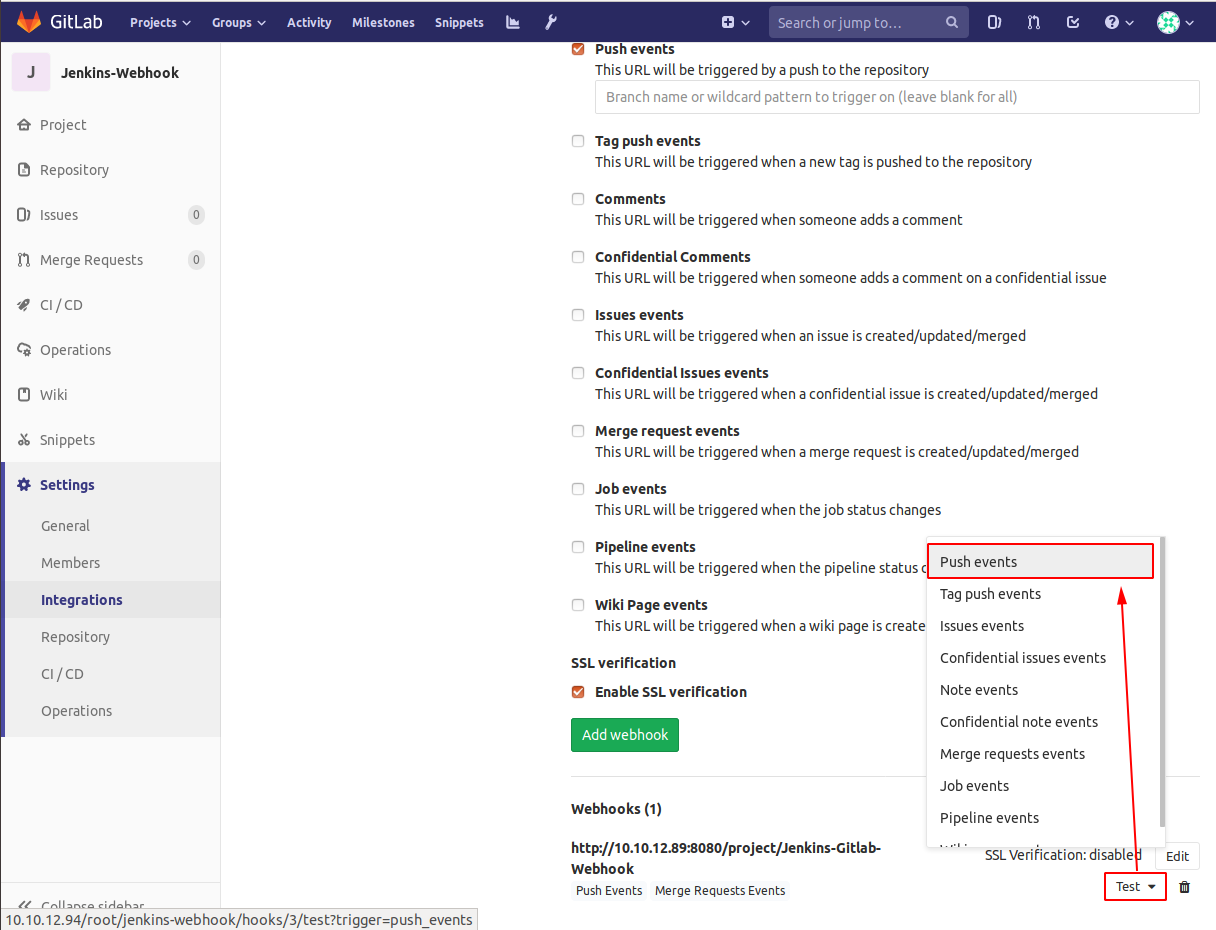 GitLab Projects Groups Activity Milestones Snippets Search or jump to...
J Jenkins-Webhook
Project
Repository
Issues 0
Merge Requests 0
CI / CD
Operations
Wiki
Snippets
Settings
General
Members
Integrations
Repository
CI / CD
Operations
Collapse sidebar
Push events
This URL will be triggered by a push to the repository
Branch name or wildcard pattern to trigger on (leave blank for all)
Tag push events
This URL will be triggered when a new tag is pushed to the repository
Comments
This URL will be triggered when someone adds a comment
Confidential Comments
This URL will be triggered when someone adds a comment on a confidential issue
Issues events
This URL will be triggered when an issue is created/updated/merged
Confidential Issues events
This URL will be triggered when a confidential issue is created/updated/merged
Merge request events
This URL will be triggered when a merge request is created/updated/merged
Job events
This URL will be triggered when the job status changes
Pipeline events
This URL will be triggered when the pipeline status
Wiki Page events
This URL will be triggered when a wiki page is create
SSL verification
Enable SSL verification
Add webhook
Push events
Tag push events
Issues events
Confidential issues events
Note events
Confidential note events
Merge requests events
Job events
Pipeline events
Webhooks (1)
http://10.10.12.89:8080/project/Jenkins-Gitlab-
Webhook
Push Events Merge Requests Events
SSL Verification: disabled Edit
Test
10.10.12.94/root/jenkins-webhook/hooks/3/test?trigger=push_events